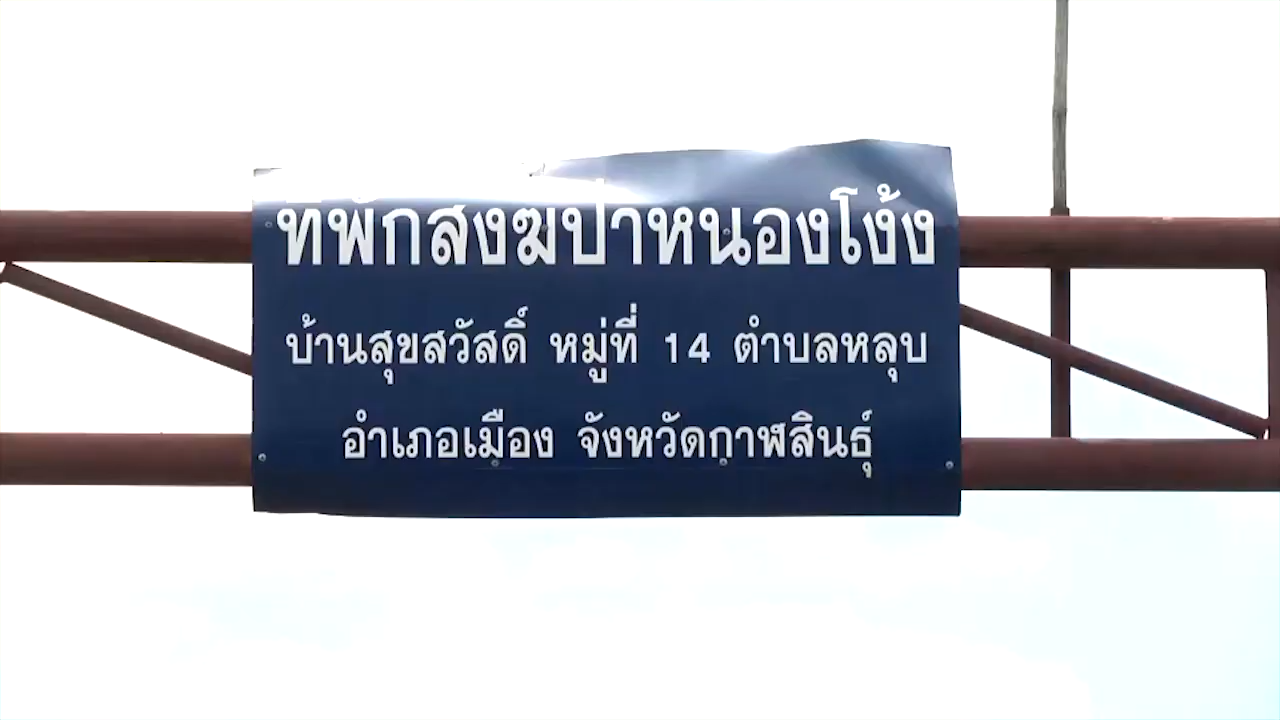 ที่พักสงฆ์ป่าหนองโง้ง
บ้านสุขสวัสดิ์ หมู่ที่ 14 ตำบลหลุบ
อำเภอเมือง จังหวัดกาฬสินธุ์